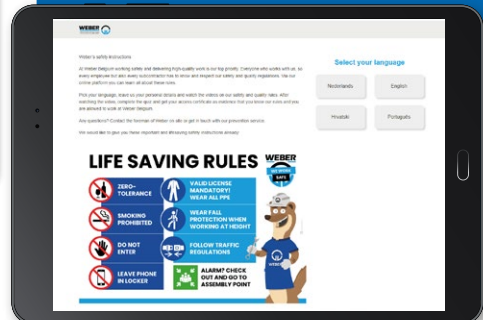 WEBER
Weber's safety instructions
At Weber Belgium working safely and delivering high-quality work is our top priority. Everyone who works with us, so
every employee but also every subcontractor has to know and respect our safety and quality regulations. Via our
online platform you can learn all about these rules.
Pick your language, leave us your personal details and watch the videos on our safety and quality rules. After
watching the video, complete the quiz and get your access certificate as evidence that you know our rules and you
are allowed to work at Weber Belgium.
Any questions? Contact the foreman of Weber on site or get in touch with our prevention service.
We would like to give you these important and lifesaving safety instructions already:
Select your language
Nederlands
English
Hrvatski
Português
LIFE SAVING RULES
WEBER
WE WORK
SAFE
ZERO-
TOLERANCE
VALID LICENSE
MANDATORY!
WEAR ALL PPE
SMOKING
PROHIBITED
WEAR FALL
PROTECTION WHEN
WORKING AT HEIGHT
DO NOT
ENTER
FOLLOW TRAFFIC
REGULATIONS
LEAVE PHONE
IN LOCKER
ALARM? CHECK
OUT AND GO TO
ASSEMBLY POINT
WEBER